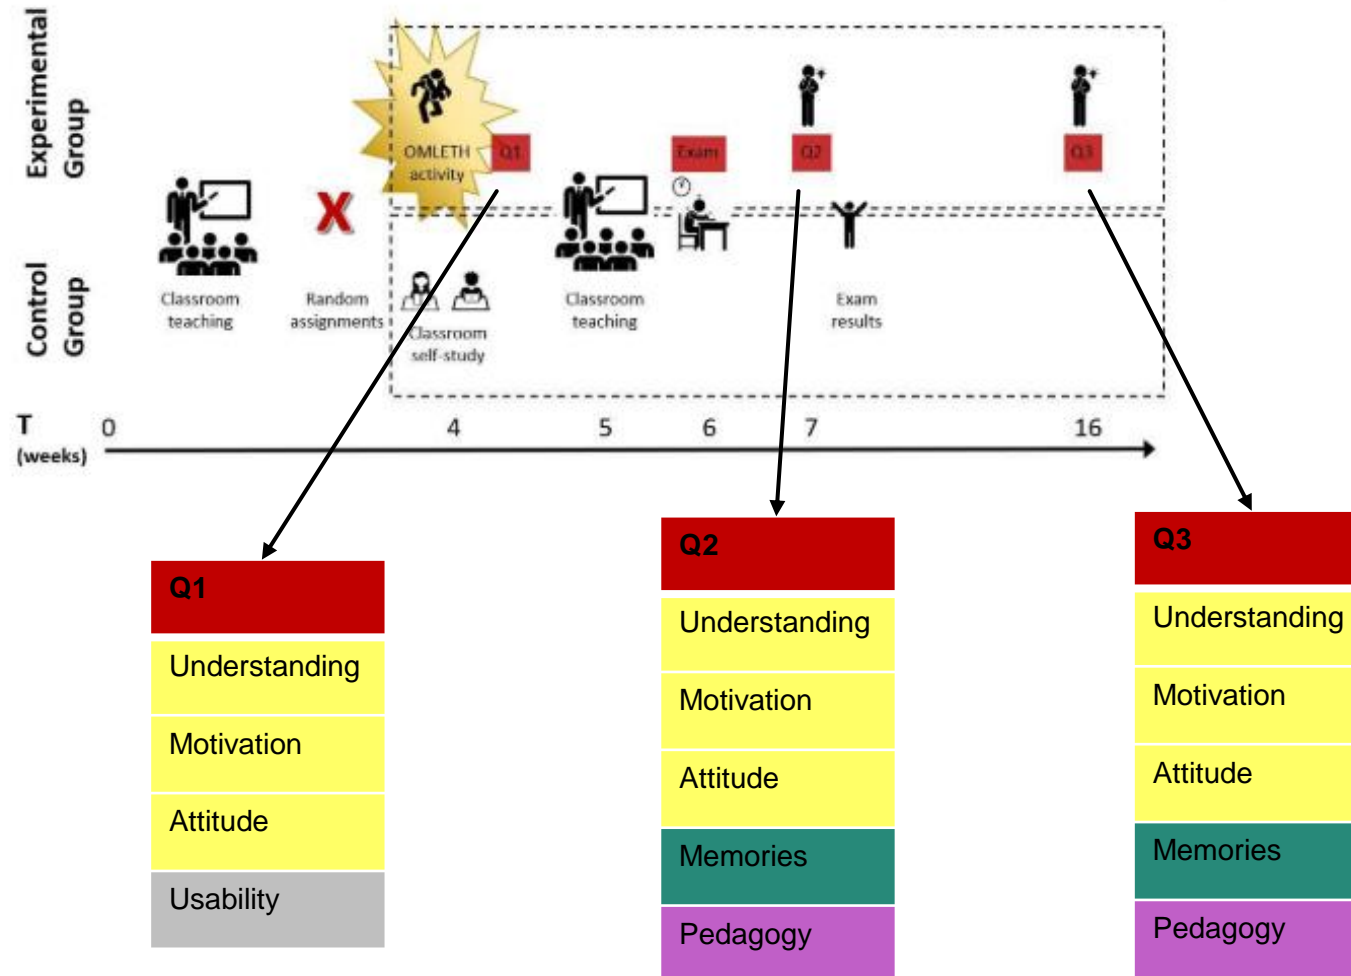 Experimental
Group
OMLETH
activity
Q1
Exam
Q2
Q3
X
Control
Group
Classroom
teaching
Random
assignments
Classroom
self-study
Classroom
teaching
Exam
results
T
(weeks)
0
4
5
6
7
16
Q1
Understanding
Motivation
Attitude
Usability
Q2
Understanding
Motivation
Attitude
Memories
Pedagogy
Q3
Understanding
Motivation
Attitude
Memories
Pedagogy